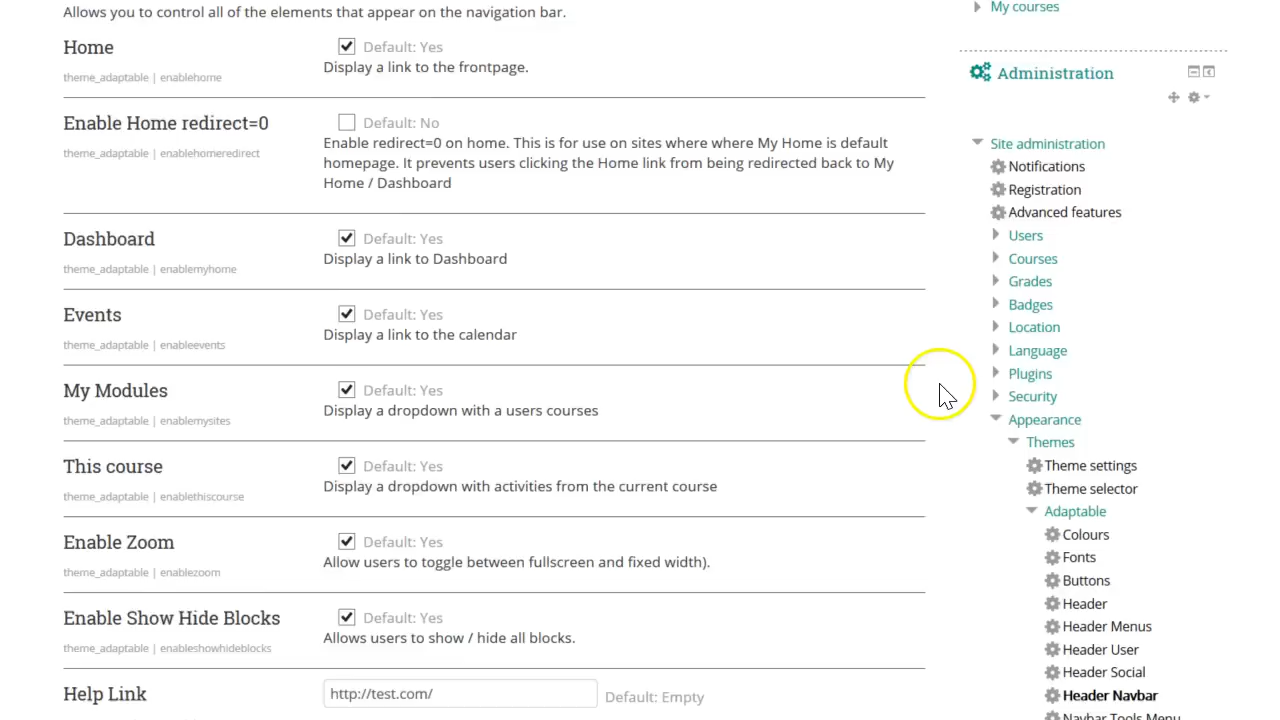 Allows you to control all of the elements that appear on the navigation bar.
Home
theme_adaptable | enablehome
Default: Yes
Display a link to the frontpage.
Enable Home redirect=0
theme_adaptable | enablehomeredirect
Default: No
Enable redirect=0 on home. This is for use on sites where where My Home is default
homepage. It prevents users clicking the Home link from being redirected back to My
Home / Dashboard
Dashboard
theme_adaptable | enablemyhome
Default: Yes
Display a link to Dashboard
Events
theme_adaptable | enableevents
Default: Yes
Display a link to the calendar
My Modules
theme_adaptable | enablemysites
Default: Yes
Display a dropdown with a users courses
This course
theme_adaptable | enablethiscourse
Default: Yes
Display a dropdown with activities from the current course
Enable Zoom
theme_adaptable | enablezoom
Default: Yes
Allow users to toggle between fullscreen and fixed width).
Enable Show Hide Blocks
theme_adaptable | enableshowhideblocks
Default: Yes
Allows users to show / hide all blocks.
Help Link
http://test.com/
Default: Empty
My courses
Administration
Site administration
Notifications
Registration
Advanced features
Users
Courses
Grades
Badges
Location
Language
Plugins
Security
Appearance
Themes
Theme settings
Theme selector
Adaptable
Colours
Fonts
Buttons
Header
Header Menus
Header User
Header Social
Header Navbar
Navbar Tools Menu